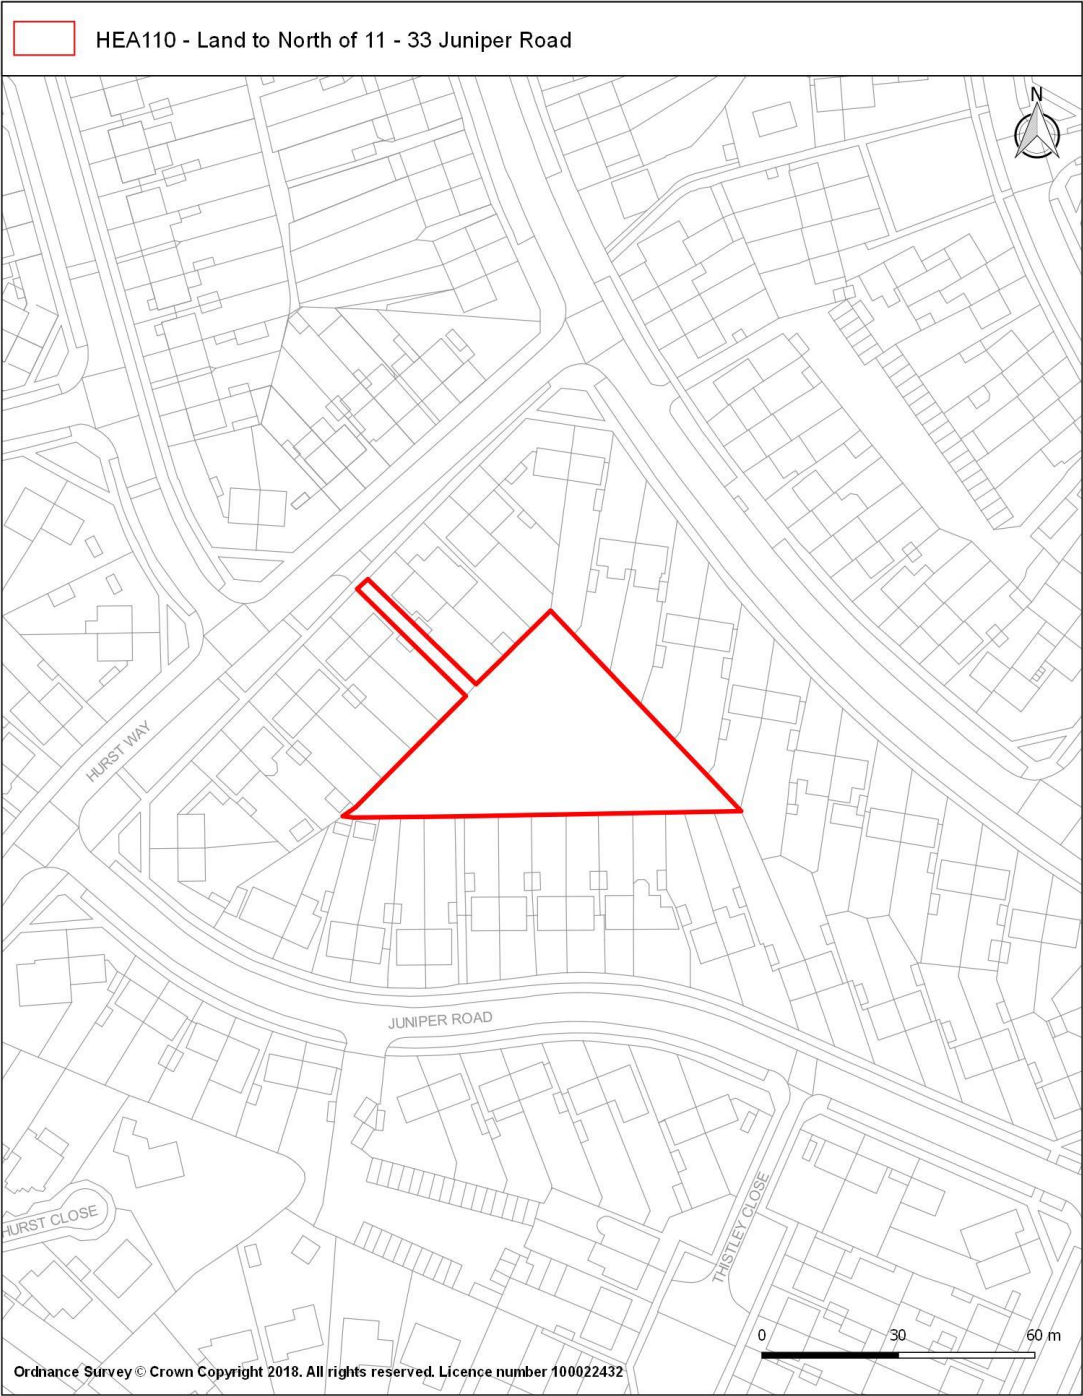 HEA110 - Land to North of 11 - 33 Juniper Road
N
HURST WAY
JUNIPER ROAD
THISTLEY CLOSE
HURST CLOSE
0 30 60 m
Ordnance Survey © Crown Copyright 2018. All rights reserved. Licence number 100022432